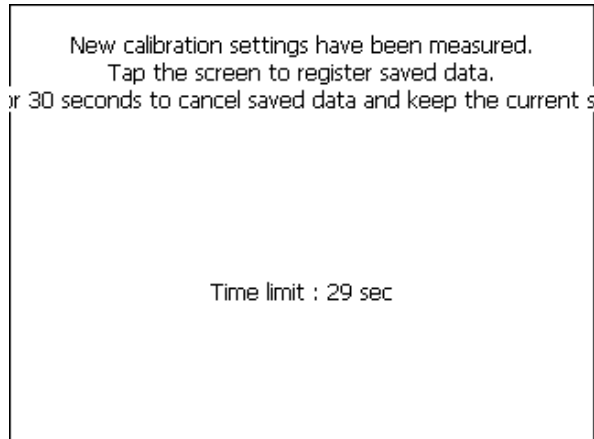 New calibration settings have been measured.
Tap the screen to register saved data.
30 seconds to cancel saved data and keep the current
Time limit : 29 sec